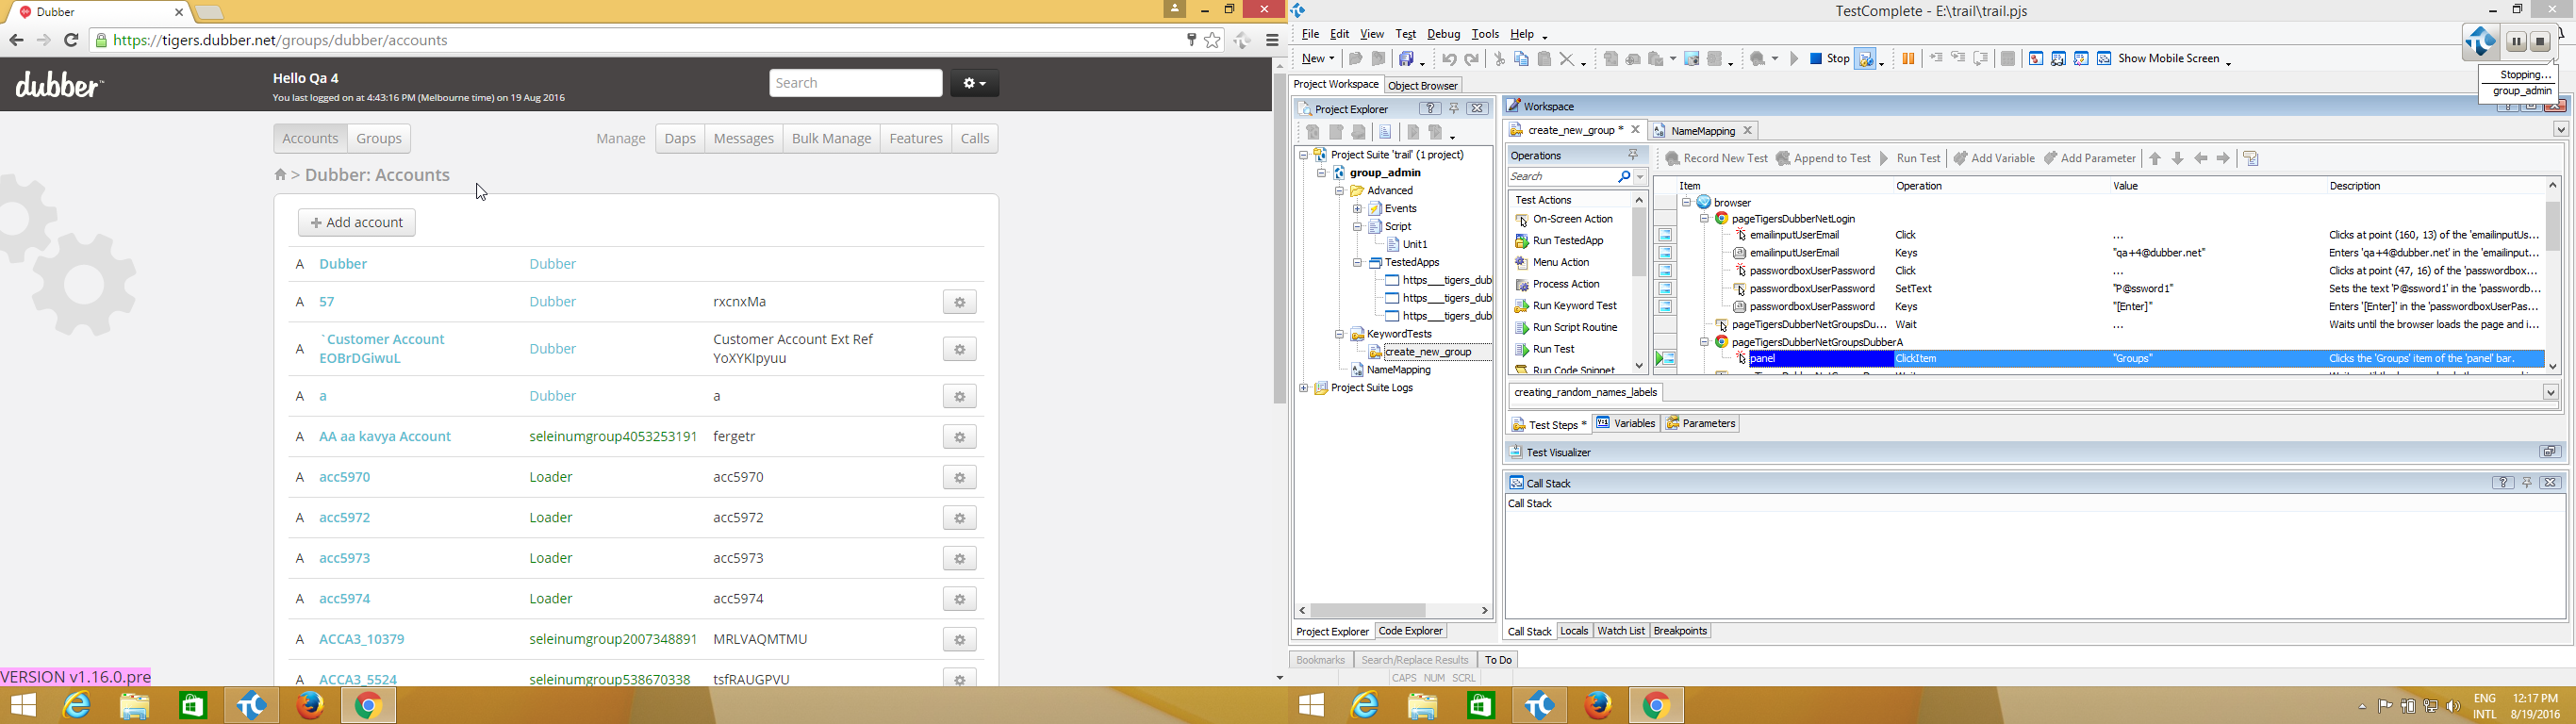 Dubber
https://tigers.dubber.net/groups/dubber/accounts
dubber™
Hello Qa 4
You last logged on at 4:43:16 PM (Melbourne time) on 19 Aug 2016
Search
Accounts Groups Manage Daps Messages Bulk Manage Features Calls
> Dubber: Accounts
+ Add account
A Dubber Dubber
A 57 Dubber rxcnxMa
A `Customer Account EOBrDGiwuL Dubber Customer Account Ext Ref YoXYKIpyuu
A a Dubber a
A AA aa kavya Account seleinumgroup4053253191 fergetr
A acc5970 Loader acc5970
A acc5972 Loader acc5972
A acc5973 Loader acc5973
A acc5974 Loader acc5974
A ACCA3_10379 seleinumgroup2007348891 MRLVAQMTMU
A ACCA3_5524 seleinumgroup538670338 tsfRAUGPVU
VERSION v1.16.0.pre
TestComplete - E:\trail\trail.pjs
File Edit View Test Debug Tools Help
New Stop Show Mobile Screen
Stopping...
group_admin
Project Workspace Object Browser
Project Explorer
Project Suite 'trail' (1 project)
group_admin
Advanced
Events
Script
Unit1
TestedApps
https___tigers_dub
https___tigers_dub
https___tigers_dub
KeywordTests
create_new_group
NameMapping
Project Suite Logs
Project Explorer Code Explorer
Workspace
create_new_group * NameMapping
Operations
Search
Test Actions
On-Screen Action
Run TestedApp
Menu Action
Process Action
Run Keyword Test
Run Script Routine
Run Test
Run Code Snippet
Record New Test Append to Test Run Test Add Variable Add Parameter
Item Operation Value Description
browser
pageTigersDubberNetLogin
emailinputUserEmail Click ... Clicks at point (160, 13) of the 'emailinputUs...
emailinputUserEmail Keys "qa+4@dubber.net" Enters 'qa+4@dubber.net' in the 'emailinput...
passwordboxUserPassword Click ... Clicks at point (47, 16) of the 'passwordbox...
passwordboxUserPassword SetText "P@ssword1" Sets the text 'P@ssword1' in the 'passwordb...
passwordboxUserPassword Keys "[Enter]" Enters '[Enter]' in the 'passwordboxUserPas...
pageTigersDubberNetGroupsDu... Wait ... Waits until the browser loads the page and i...
pageTigersDubberNetGroupsDubberA
panel ClickItem "Groups" Clicks the 'Groups' item of the 'panel' bar.
creating_random_names_labels
Test Steps * Variables Parameters
Test Visualizer
Call Stack
Call Stack
Call Stack Locals Watch List Breakpoints
Bookmarks Search/Replace Results To Do
CAPS NUM SCRL
ENG
INTL
12:17 PM
8/19/2016